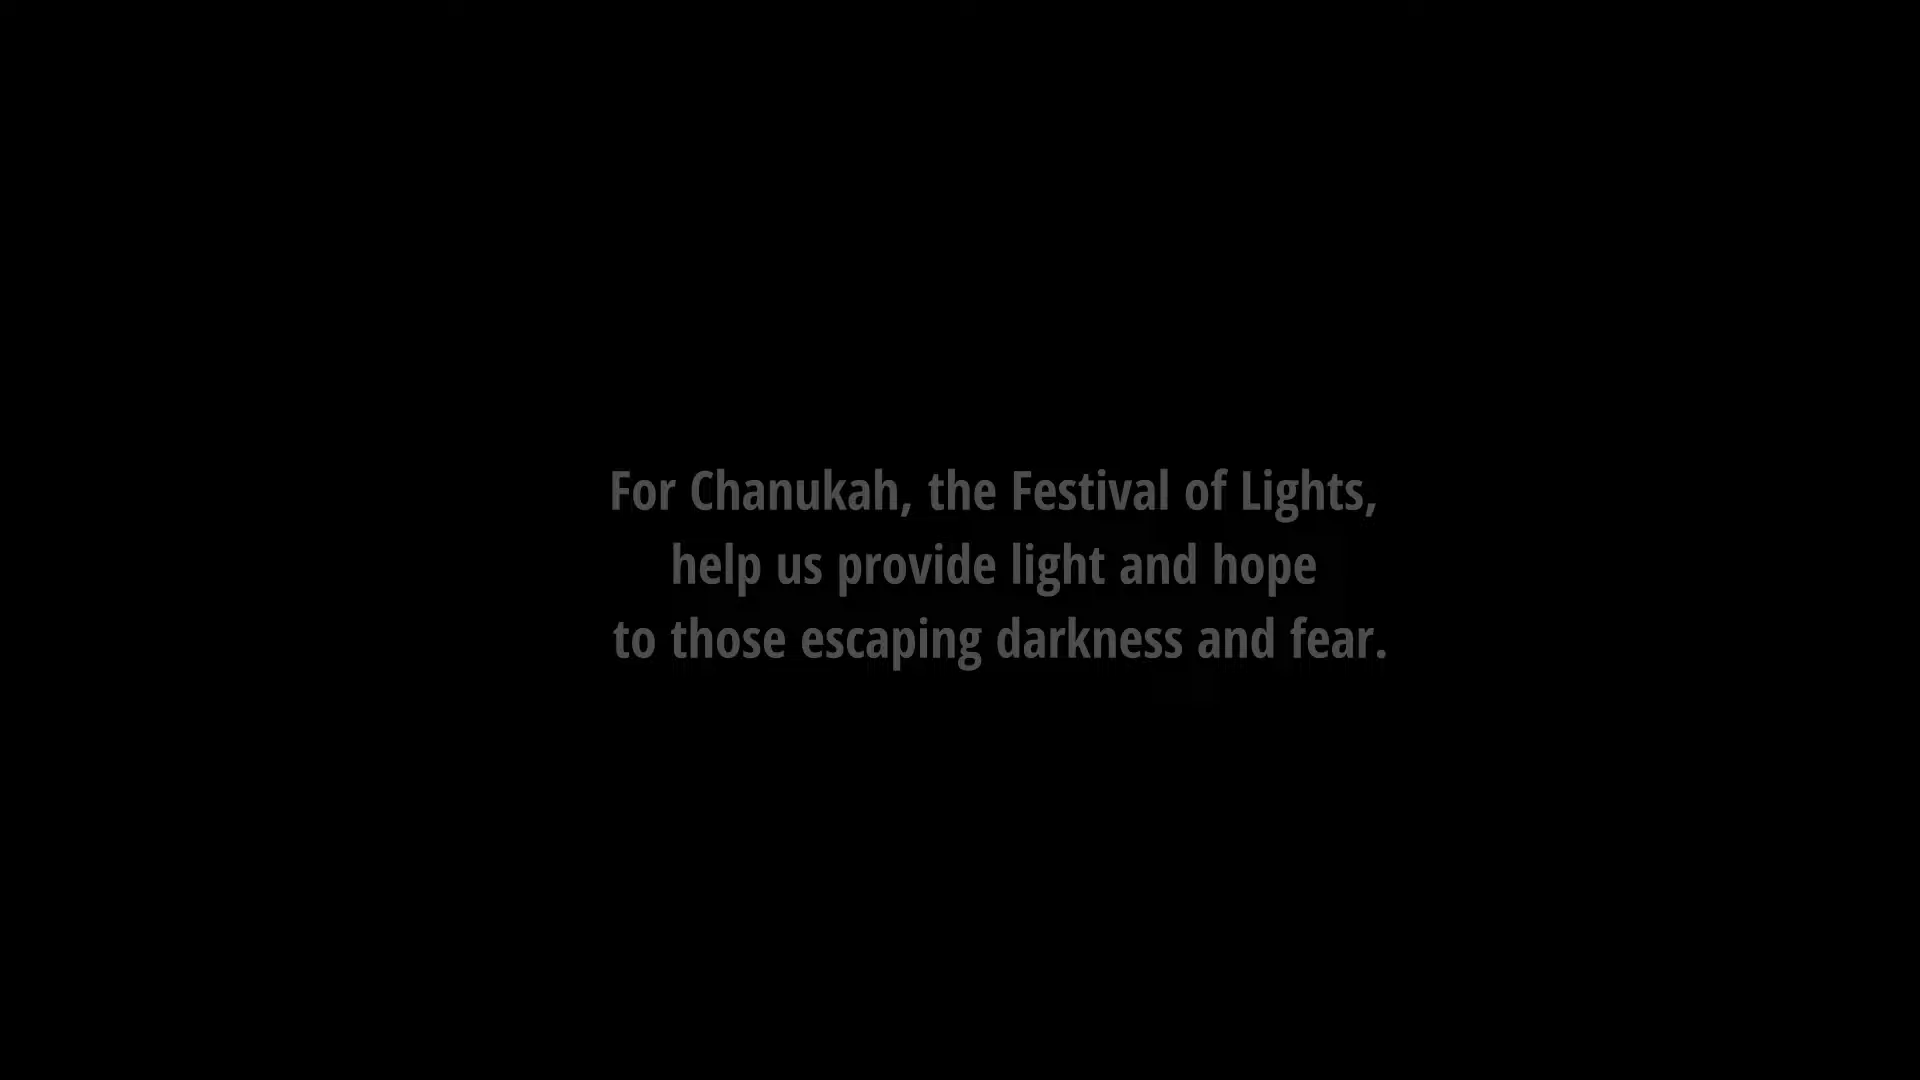 For Chanukah, the Festival of Lights,
help us provide light and hope
to those escaping darkness and fear.